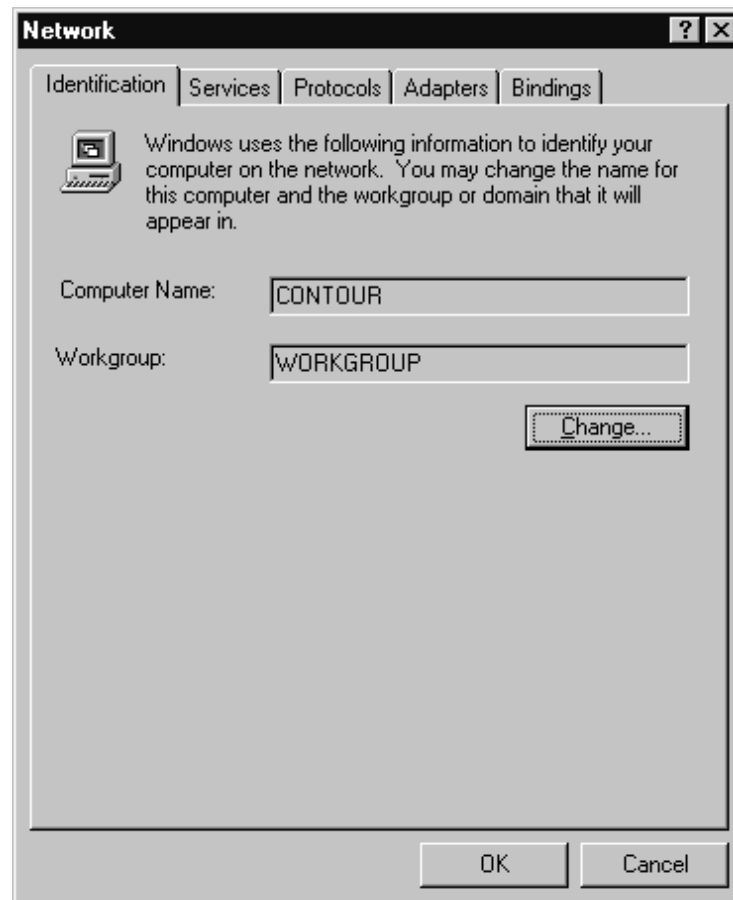 Network
Identification Services Protocols Adapters Bindings
Windows uses the following information to identify your
computer on the network.  You may change the name for
this computer and the workgroup or domain that it will
appear in.
Computer Name: CONTOUR
Workgroup: WORKGROUP
Change...
OK Cancel